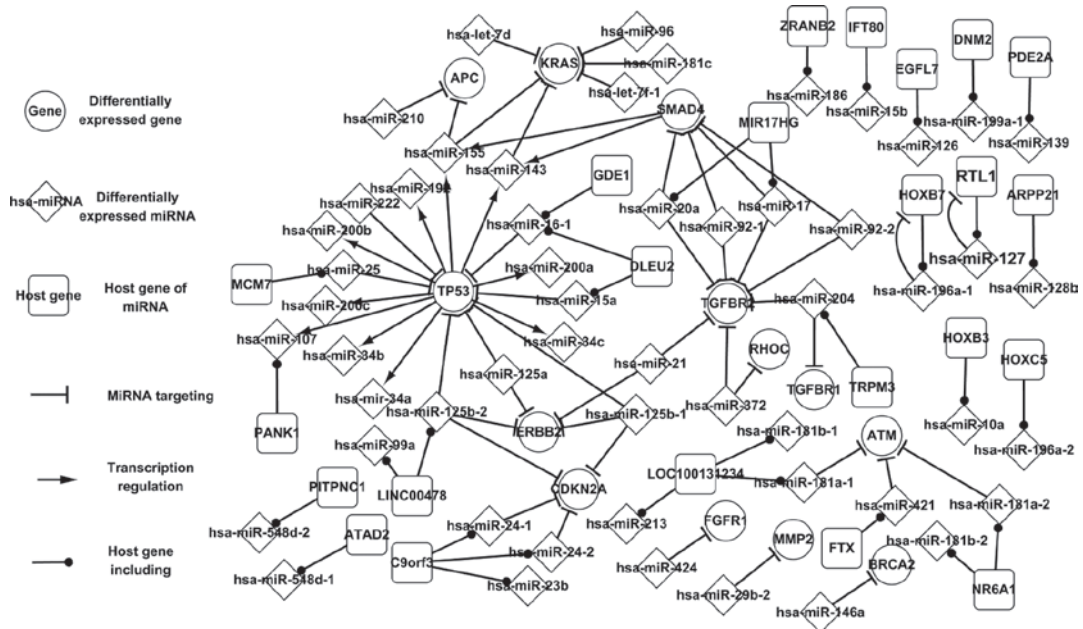 Gene
Differentially
expressed gene
hsa-miRNA
Differentially
expressed miRNA
Host gene
Host gene of
miRNA
MiRNA targeting
Transcription
regulation
Host gene
including
hsa-let-7d
hsa-miR-96
KRAS
hsa-miR-181c
hsa-let-7f-1
APC
hsa-miR-210
hsa-miR-155
hsa-miR-143
SMAD4
MIR17HG
ZRANB2
IFT80
hsa-miR-186
hsa-miR-15b
EGFL7
hsa-miR-126
DNM2
hsa-miR-199a-1
PDE2A
hsa-miR-139
hsa-miR-222
hsa-miR-200b
GDE1
hsa-miR-16-1
hsa-miR-20a
hsa-miR-92-1
hsa-miR-17
hsa-miR-92-2
HOXB7
hsa-miR-196a-1
RTL1
hsa-miR-127
ARPP21
hsa-miR-128b
MCM7
hsa-miR-25
hsa-miR-200c
TP53
hsa-miR-200a
hsa-miR-15a
DLEU2
TGFBR2
hsa-miR-204
hsa-miR-107
hsa-miR-34b
hsa-mir-34a
hsa-miR-34c
hsa-miR-125a
hsa-miR-21
RHOC
TGFBR1
TRPM3
hsa-miR-372
HOXB3
hsa-miR-10a
HOXC5
hsa-miR-196a-2
PANK1
hsa-miR-125b-2
hsa-miR-125b-1
ERBB2
hsa-miR-99a
LINC00478
CDKN2A
hsa-miR-181b-1
LOC100131234
hsa-miR-181a-1
hsa-miR-213
ATM
hsa-miR-421
hsa-miR-181a-2
PITPNC1
hsa-miR-548d-2
ATAD2
hsa-miR-548d-1
C9orf3
hsa-miR-24-1
hsa-miR-24-2
hsa-miR-23b
FGFR1
hsa-miR-424
MMP2
hsa-miR-29b-2
FTX
BRCA2
hsa-miR-146a
hsa-miR-181b-2
NR6A1